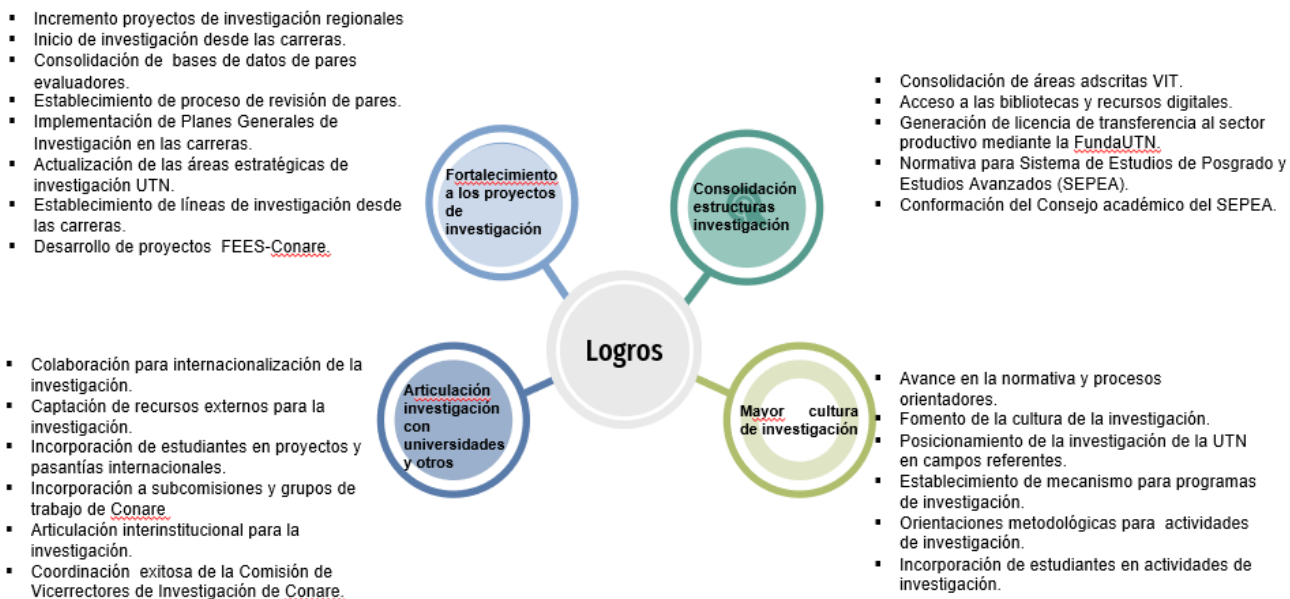 ▪ Incremento proyectos de investigación regionales
▪ Inicio de investigación desde las carreras.
▪ Consolidación de bases de datos de pares
evaluadores.
▪ Establecimiento de proceso de revisión de pares.
▪ Implementación de Planes Generales de
Investigación en las carreras.
▪ Actualización de las áreas estratégicas de
investigación UTN.
▪ Establecimiento de líneas de investigación desde
las carreras.
▪ Desarrollo de proyectos FEES-Conare.
Fortalecimiento
a los proyectos
de
investigación
Consolidación
estructuras
investigación
▪ Consolidación de áreas adscritas VIT.
▪ Acceso a las bibliotecas y recursos digitales.
▪ Generación de licencia de transferencia al sector
productivo mediante la FundaUTN.
▪ Normativa para Sistema de Estudios de Posgrado y
Estudios Avanzados (SEPEA).
▪ Conformación del Consejo académico del SEPEA.
Logros
▪ Colaboración para internacionalización de la
investigación.
▪ Captación de recursos externos para la
investigación.
▪ Incorporación de estudiantes en proyectos y
pasantías internacionales.
▪ Incorporación a subcomisiones y grupos de
trabajo de Conare
▪ Articulación interinstitucional para la
investigación.
▪ Coordinación exitosa de la Comisión de
Vicerrectores de Investigación de Conare.
Articulación
investigación
con
universidades
y otros
Mayor cultura
de investigación
▪ Avance en la normativa y procesos
orientadores.
▪ Fomento de la cultura de la investigación.
▪ Posicionamiento de la investigación de la UTN
en campos referentes.
▪ Establecimiento de mecanismo para programas
de investigación.
▪ Orientaciones metodológicas para actividades
de investigación.
▪ Incorporación de estudiantes en actividades de
investigación.